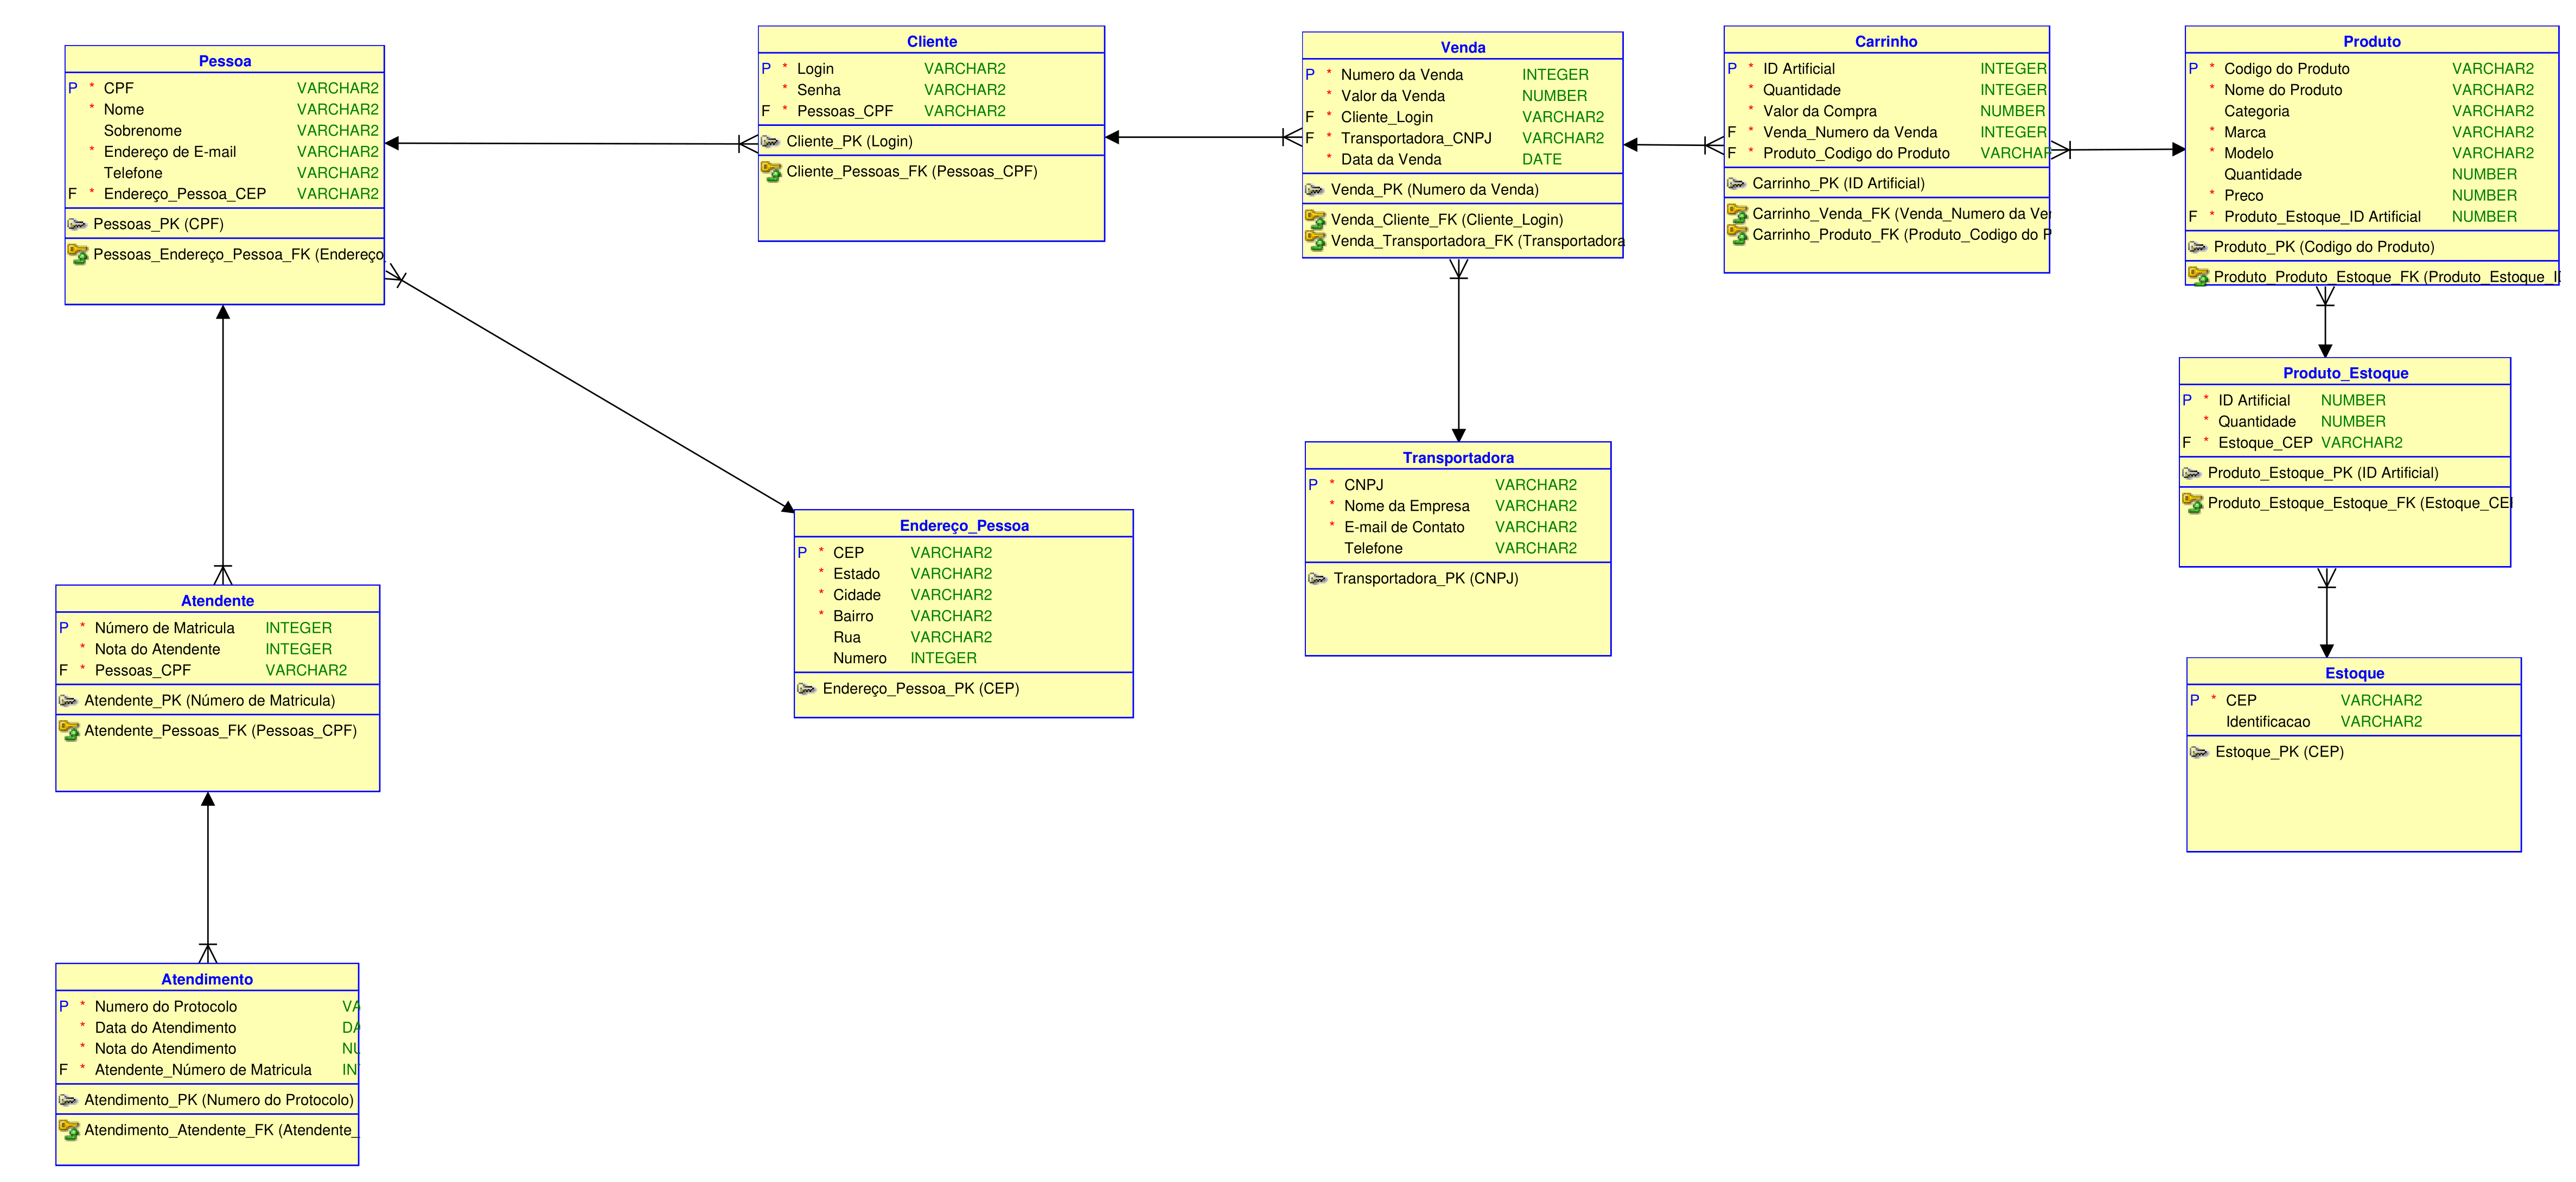 Pessoa
P * CPF VARCHAR2
* Nome VARCHAR2
Sobrenome VARCHAR2
* Endereço de E-mail VARCHAR2
Telefone VARCHAR2
F * Endereço_Pessoa_CEP VARCHAR2
Pessoas_PK (CPF)
Pessoas_Endereço_Pessoa_FK (Endereço
Cliente
P * Login VARCHAR2
* Senha VARCHAR2
F * Pessoas_CPF VARCHAR2
Cliente_PK (Login)
Cliente_Pessoas_FK (Pessoas_CPF)
Venda
P * Numero da Venda INTEGER
* Valor da Venda NUMBER
F * Cliente_Login VARCHAR2
F * Transportadora_CNPJ VARCHAR2
* Data da Venda DATE
Venda_PK (Numero da Venda)
Venda_Cliente_FK (Cliente_Login)
Venda_Transportadora_FK (Transportadora
Carrinho
P * ID Artificial INTEGER
* Quantidade INTEGER
* Valor da Compra NUMBER
F * Venda_Numero da Venda INTEGER
F * Produto_Codigo do Produto VARCHAR
Carrinho_PK (ID Artificial)
Carrinho_Venda_FK (Venda_Numero da Ve
Carrinho_Produto_FK (Produto_Codigo do P
Produto
P * Codigo do Produto VARCHAR2
* Nome do Produto VARCHAR2
Categoria VARCHAR2
* Marca VARCHAR2
* Modelo VARCHAR2
Quantidade NUMBER
* Preco NUMBER
F * Produto_Estoque_ID Artificial NUMBER
Produto_PK (Codigo do Produto)
Produto_Produto_Estoque_FK (Produto_Estoque_I
Produto_Estoque
P * ID Artificial NUMBER
* Quantidade NUMBER
F * Estoque_CEP VARCHAR2
Produto_Estoque_PK (ID Artificial)
Produto_Estoque_Estoque_FK (Estoque_CE
Transportadora
P * CNPJ VARCHAR2
* Nome da Empresa VARCHAR2
* E-mail de Contato VARCHAR2
Telefone VARCHAR2
Transportadora_PK (CNPJ)
Endereço_Pessoa
P * CEP VARCHAR2
* Estado VARCHAR2
* Cidade VARCHAR2
* Bairro VARCHAR2
Rua VARCHAR2
Numero INTEGER
Endereço_Pessoa_PK (CEP)
Atendente
P * Número de Matricula INTEGER
* Nota do Atendente INTEGER
F * Pessoas_CPF VARCHAR2
Atendente_PK (Número de Matricula)
Atendente_Pessoas_FK (Pessoas_CPF)
Estoque
P * CEP VARCHAR2
Identificacao VARCHAR2
Estoque_PK (CEP)
Atendimento
P * Numero do Protocolo VA
* Data do Atendimento DA
* Nota do Atendimento NU
F * Atendente_Número de Matricula IN
Atendimento_PK (Numero do Protocolo)
Atendimento_Atendente_FK (Atendente_